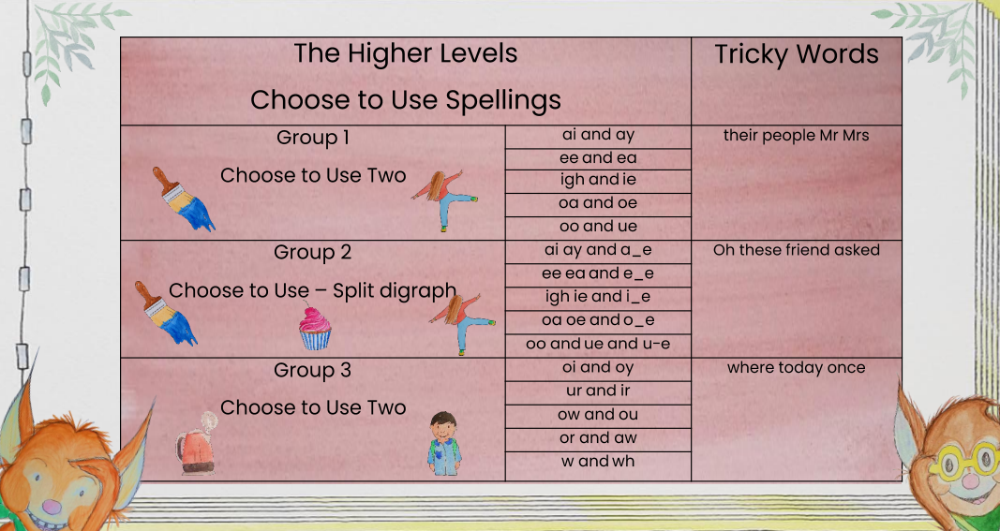 The Higher Levels
Choose to Use Spellings
Tricky Words
Group 1
Choose to Use Two
ai and ay
ee and ea
igh and ie
oa and oe
oo and ue
their people Mr Mrs
Group 2
Choose to Use – Split digraph
ai ay and a_e
ee ea and e_e
igh ie and i_e
oa oe and o_e
oo and ue and u-e
Oh these friend asked
Group 3
Choose to Use Two
oi and oy
ur and ir
ow and ou
or and aw
w and wh
where today once